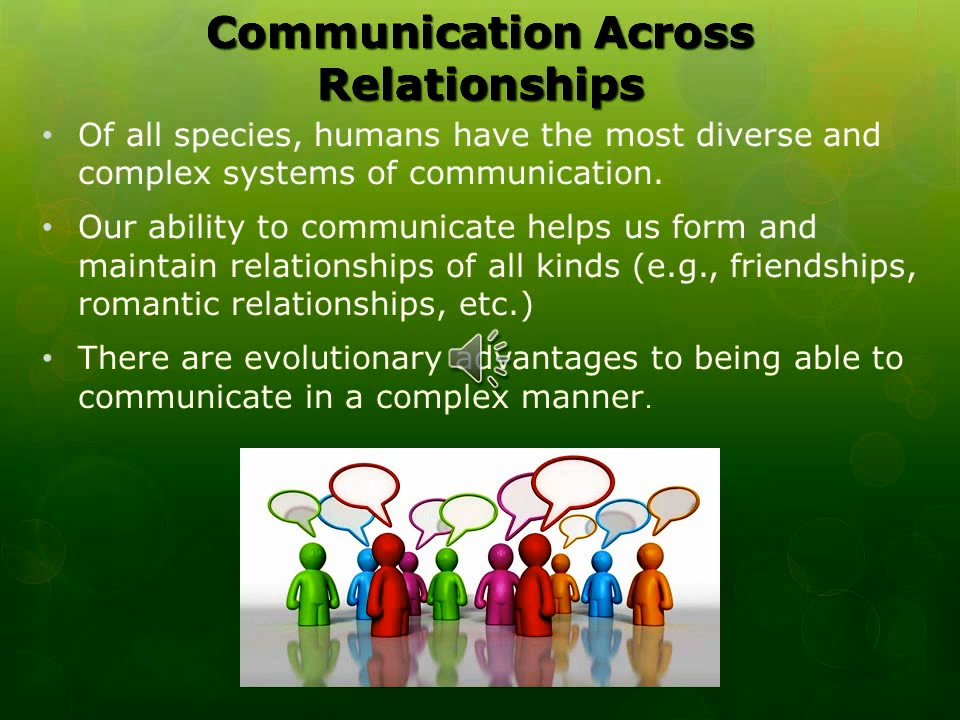 Communication Across
Relationships
• Of all species, humans have the most diverse and
complex systems of communication.
• Our ability to communicate helps us form and
maintain relationships of all kinds (e.g., friendships,
romantic relationships, etc.)
• There are evolutionary advantages to being able to
communicate in a complex manner.